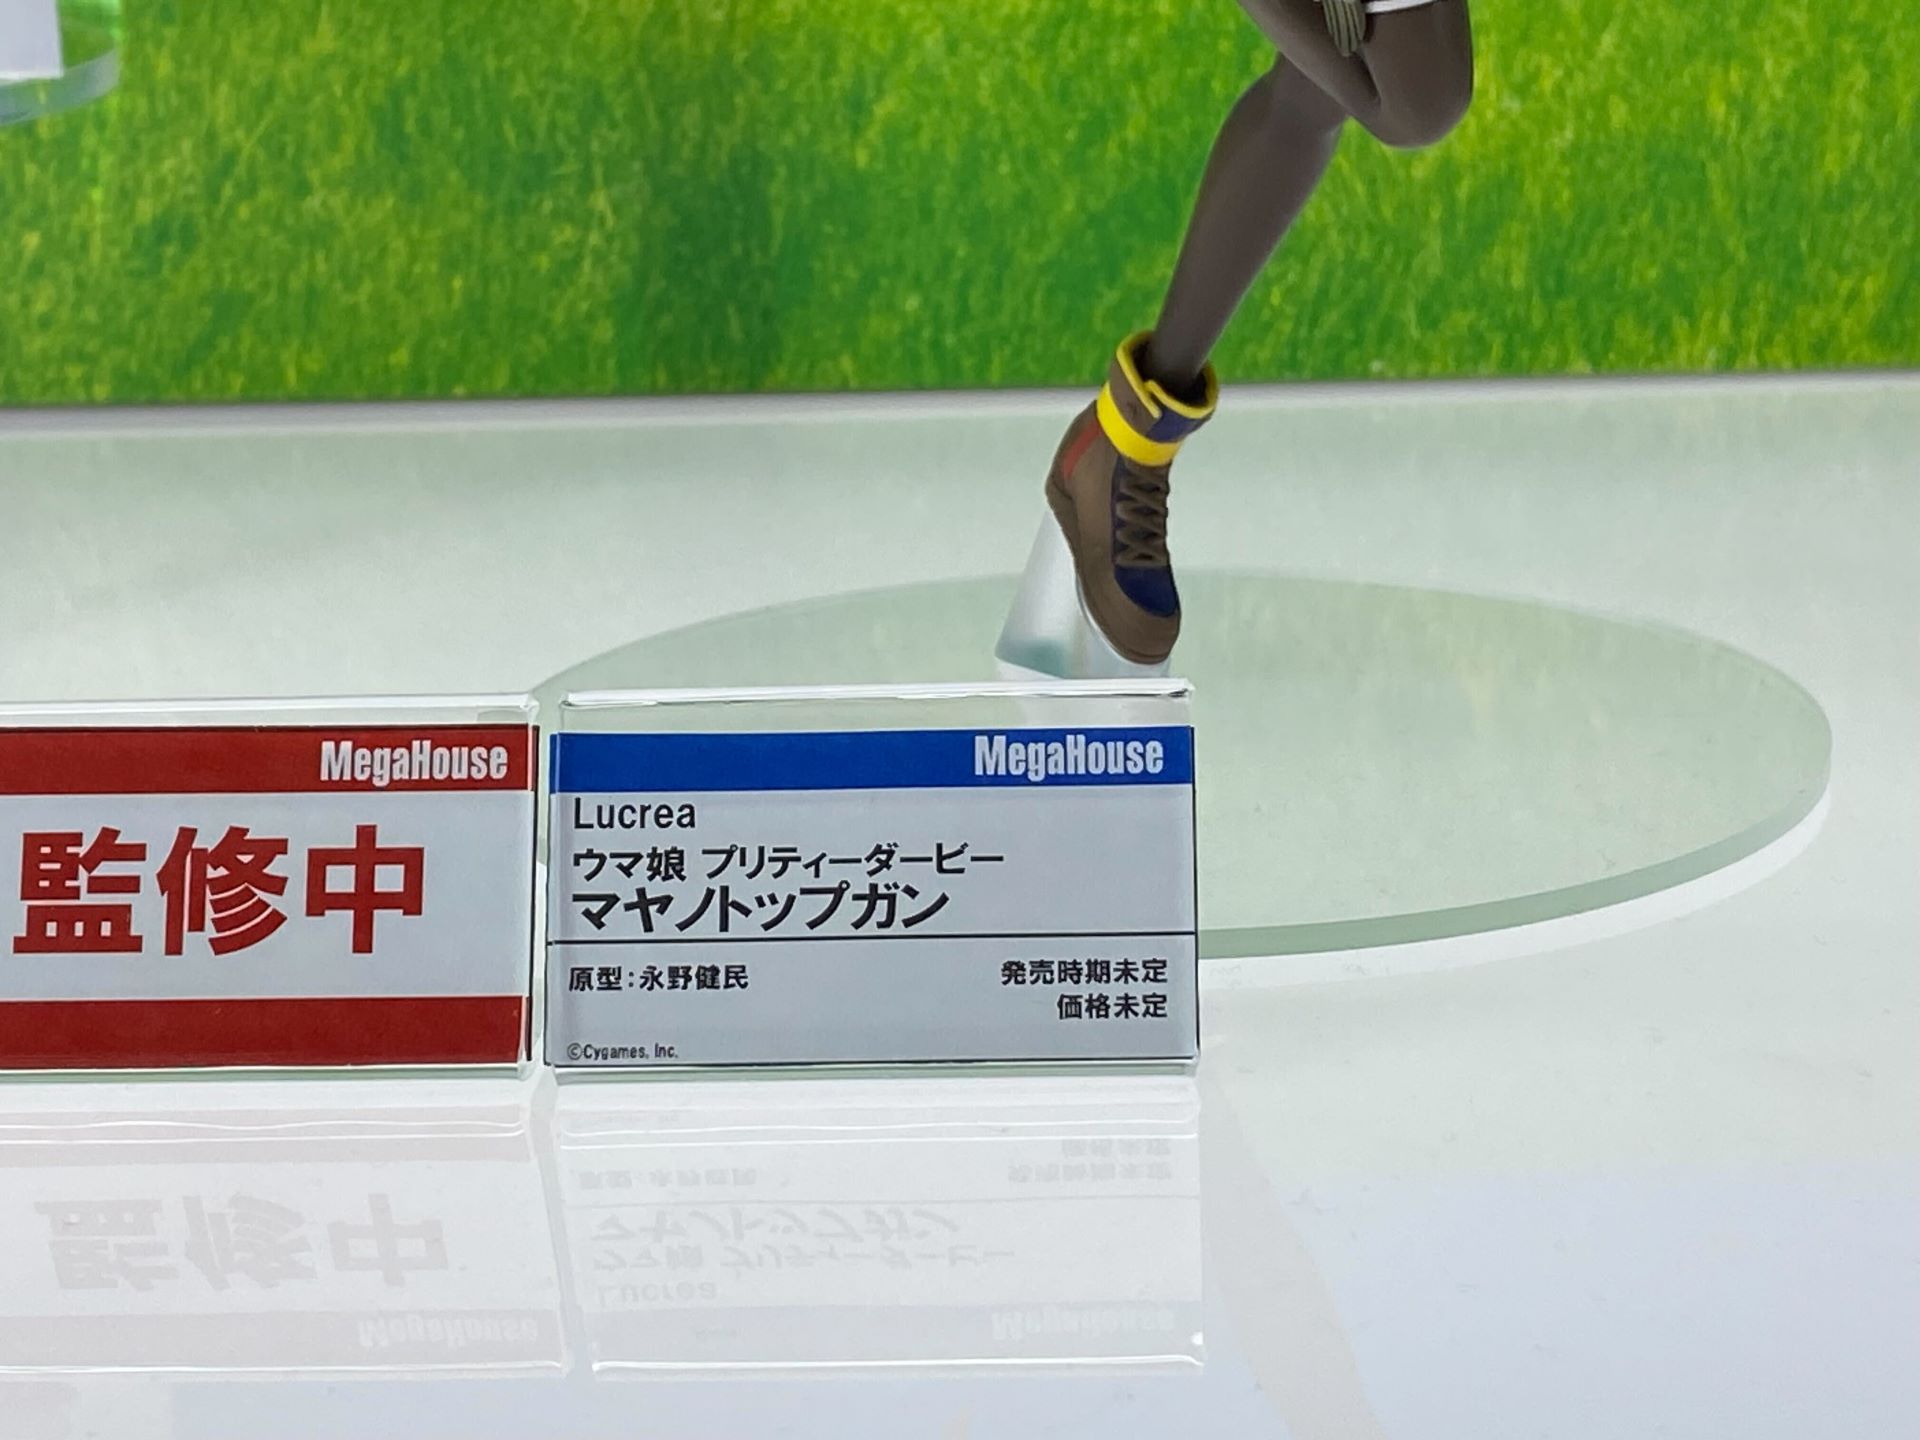 MegaHouse
監修中
MegaHouse
Lucrea
ウマ娘 プリティーダービー
マヤノトップガン
原型:永野健民
発売時期未定
価格未定
©Cygames, Inc.